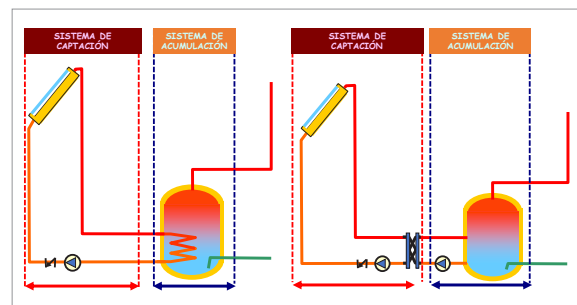 SISTEMA DE
CAPTACIÓN
SISTEMA DE
ACUMULACIÓN
SISTEMA DE
CAPTACIÓN
SISTEMA DE
ACUMULACIÓN